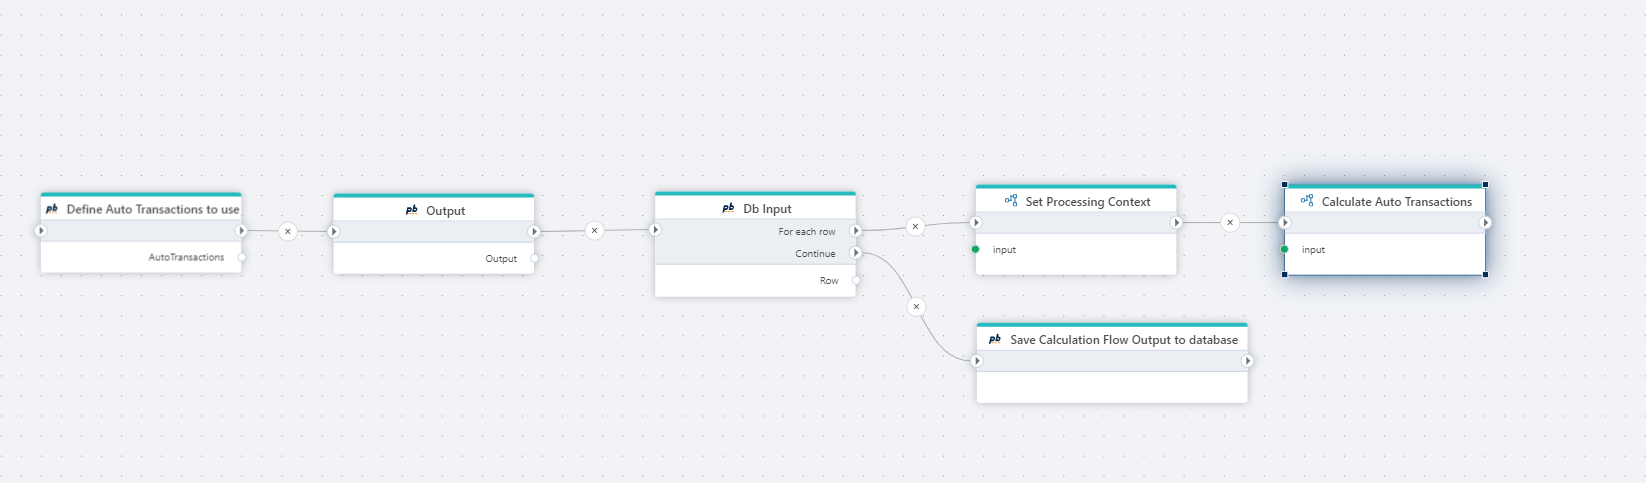 pb Define Auto Transactions to use
AutoTransactions
pb Output
Output
pb Db Input
For each row
Continue
Row
Set Processing Context
input
Calculate Auto Transactions
input
pb Save Calculation Flow Output to database